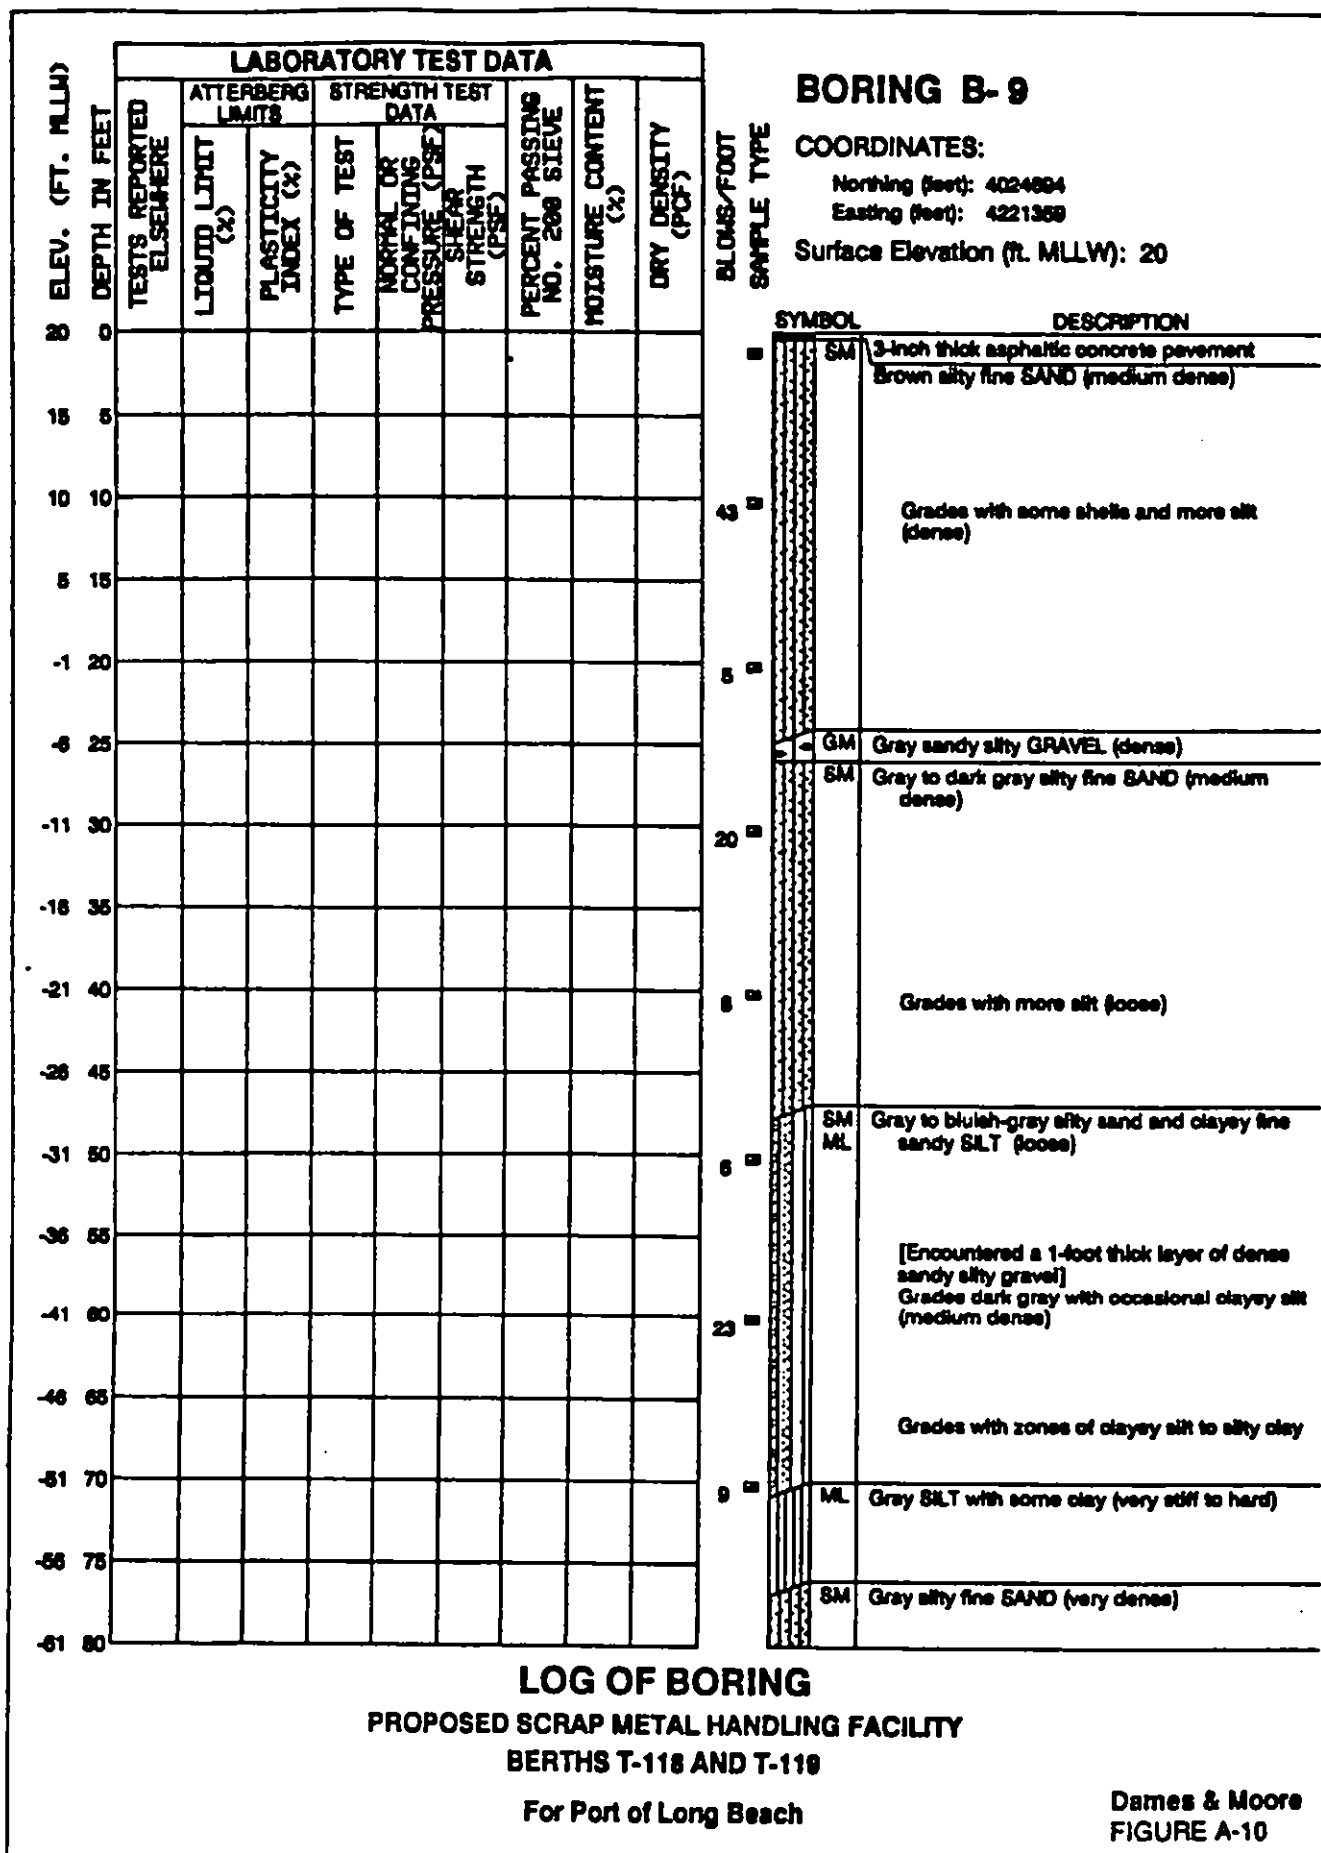 LABORATORY TEST DATA
ATTERBERG LIMITS
STRENGTH TEST DATA
ELEV. (FT. MLLW)
DEPTH IN FEET
TESTS REPORTED ELSEWHERE
LIQUID LIMIT (%)
PLASTICITY INDEX (%)
TYPE OF TEST
NORMAL OR CONFINING PRESSURE (PSF)
SHEAR STRENGTH (PSF)
PERCENT PASSING NO. 200 SIEVE
MOISTURE CONTENT (%)
DRY DENSITY (PCF)
BLOWS/FOOT
SAMPLE TYPE
BORING B-9
COORDINATES:
Northing (feet): 4024694
Easting (feet): 4221369
Surface Elevation (ft. MLLW): 20
SYMBOL DESCRIPTION
20 0
SM 3-inch thick asphaltic concrete pavement
Brown silty fine SAND (medium dense)
15 5
10 10
43 Grades with some shells and more silt
(dense)
5 15
-1 20
5
-6 25
GM Gray sandy silty GRAVEL (dense)
SM Gray to dark gray silty fine SAND (medium
dense)
-11 30
20
-16 35
-21 40
8 Grades with more silt (loose)
-26 45
SM Gray to bluish-gray silty sand and clayey fine
ML sandy SILT (loose)
-31 50
6
-36 55
[Encountered a 1-foot thick layer of dense
sandy silty gravel]
Grades dark gray with occasional clayey silt
(medium dense)
-41 60
23
-46 65
Grades with zones of clayey silt to silty clay
-51 70
9 ML Gray SILT with some clay (very stiff to hard)
-56 75
SM Gray silty fine SAND (very dense)
-61 80
LOG OF BORING
PROPOSED SCRAP METAL HANDLING FACILITY
BERTHS T-118 AND T-119
For Port of Long Beach
Dames & Moore
FIGURE A-10